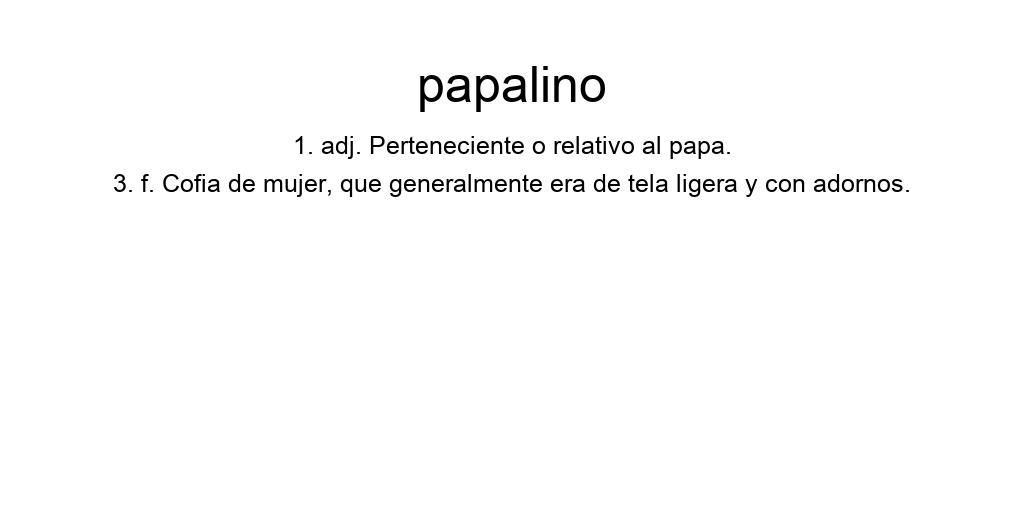 papalino
1. adj. Perteneciente o relativo al papa.
3. f. Cofia de mujer, que generalmente era de tela ligera y con adornos.